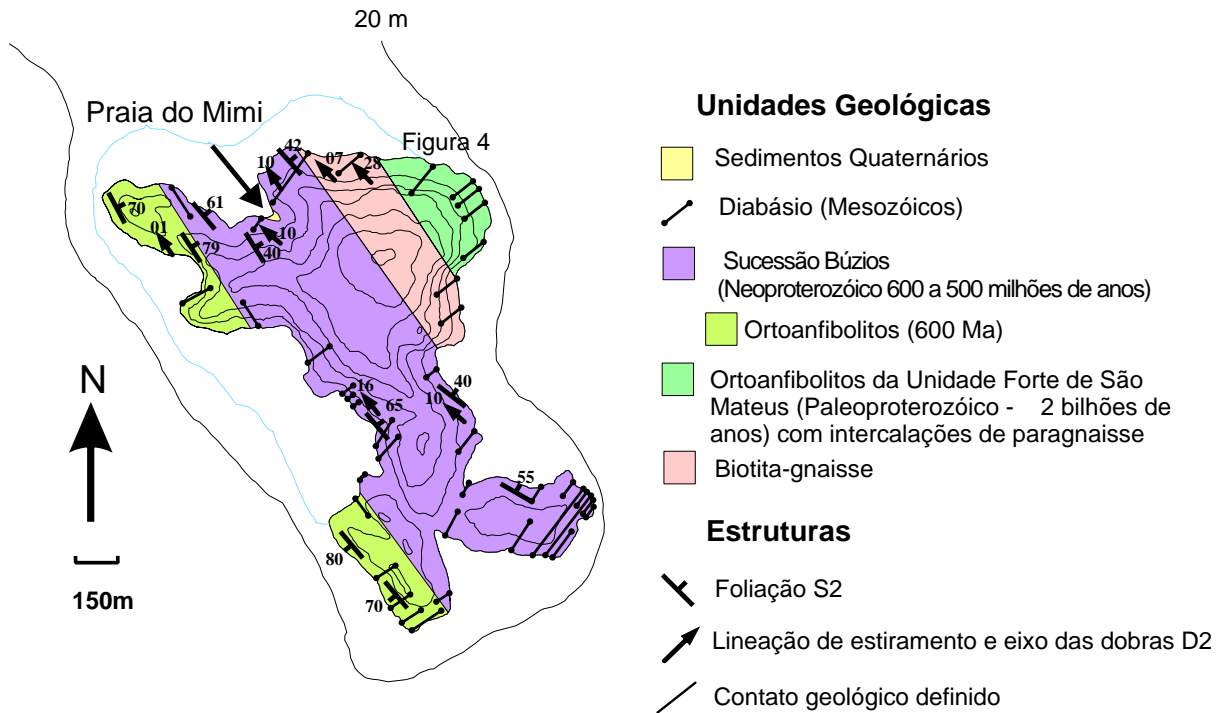 20 m
Praia do Mimi
Figura 4
42
10
07
28
70
61
01
79
10
40
N
16
65
40
10
55
80
70
150m
Unidades Geológicas
Sedimentos Quaternários
Diabásio (Mesozóicos)
Sucessão Búzios
(Neoproterozóico 600 a 500 milhões de anos)
Ortoanfibolitos (600 Ma)
Ortoanfibolitos da Unidade Forte de São
Mateus (Paleoproterozóico - 2 bilhões de
anos) com intercalações de paragnaisse
Biotita-gnaisse
Estruturas
Foliação S2
Lineação de estiramento e eixo das dobras D2
Contato geológico definido